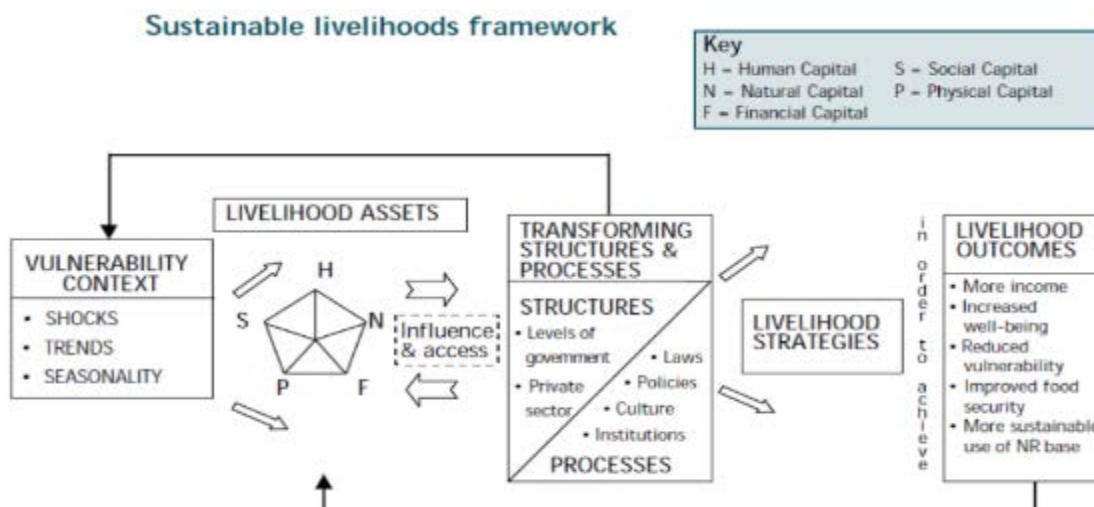 Sustainable livelihoods framework
Key
H – Human Capital S – Social Capital
N – Natural Capital P – Physical Capital
F – Financial Capital
LIVELIHOOD ASSETS
VULNERABILITY
CONTEXT
• SHOCKS
• TRENDS
• SEASONALITY
H
S
N
P
F
Influence
& access
TRANSFORMING
STRUCTURES &
PROCESSES
STRUCTURES
• Levels of
government
• Private
sector
• Laws
• Policies
• Culture
• Institutions
PROCESSES
LIVELIHOOD
STRATEGIES
in order to achieve
LIVELIHOOD
OUTCOMES
• More income
• Increased
well-being
• Reduced
vulnerability
• Improved food
security
• More sustainable
use of NR base